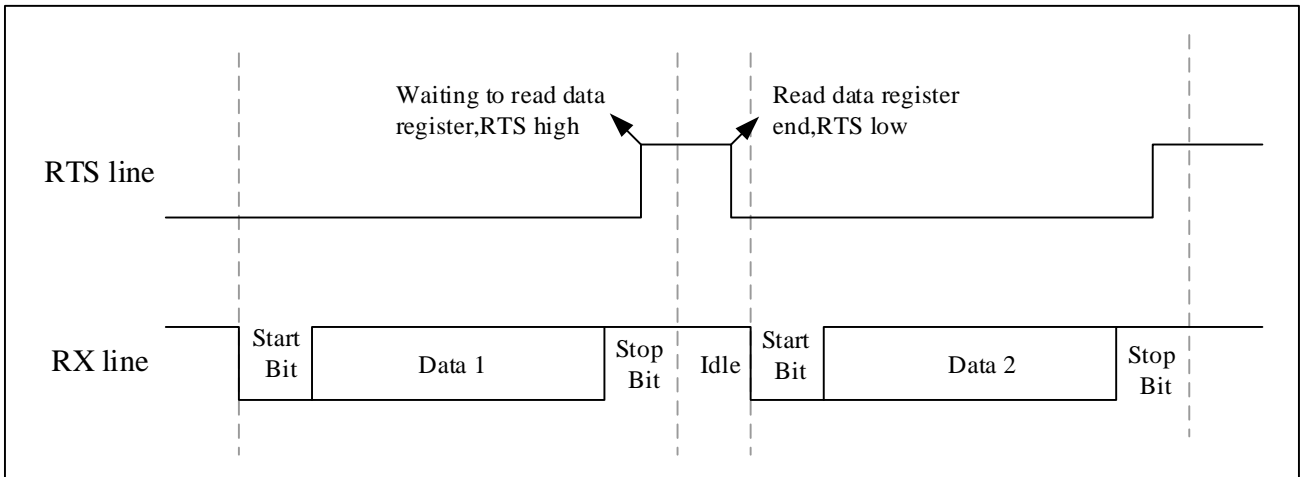 Waiting to read data
register,RTS high
Read data register
end,RTS low
RTS line
RX line
Start
Bit
Data 1
Stop
Bit
Idle
Start
Bit
Data 2
Stop
Bit